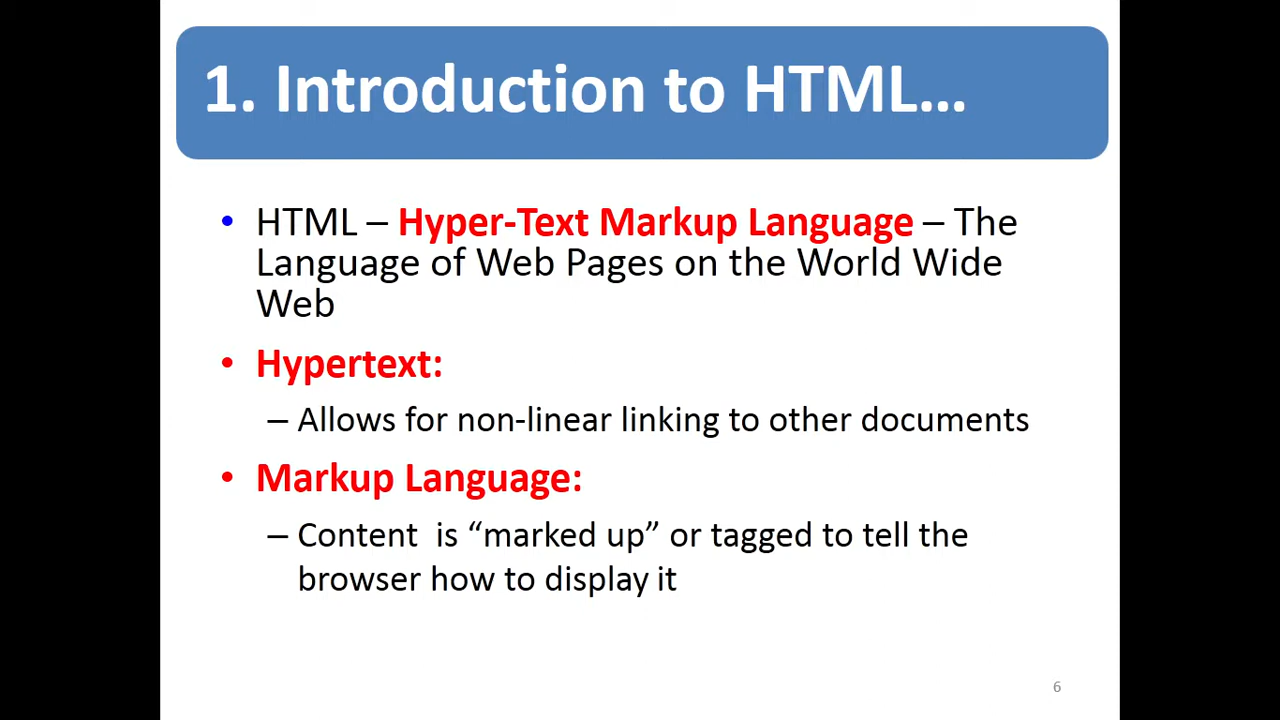 1. Introduction to HTML…
• HTML – Hyper-Text Markup Language – The
Language of Web Pages on the World Wide
Web
• Hypertext:
– Allows for non-linear linking to other documents
• Markup Language:
– Content  is “marked up” or tagged to tell the
browser how to display it
6